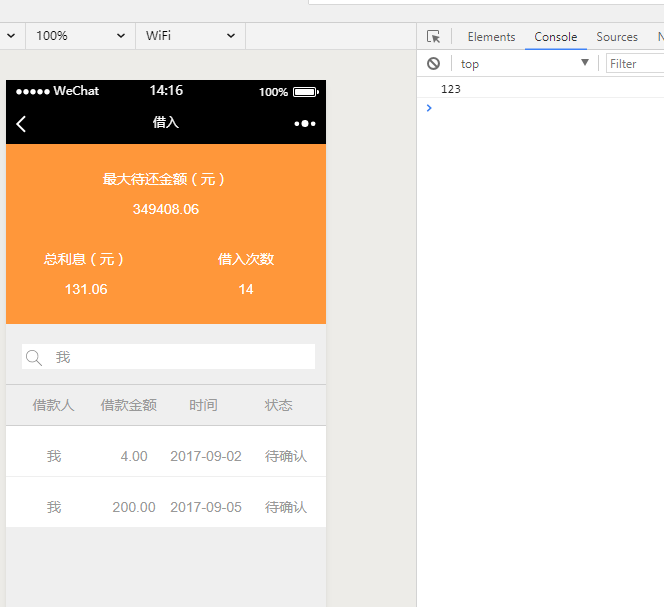 100% WiFi Elements Console Sources
top Filter
●●●●● WeChat 14:16 100%
123
借入
最大待还金额（元）
349408.06
总利息（元） 借入次数
131.06 14
我
借款人 借款金额 时间 状态
我 4.00 2017-09-02 待确认
我 200.00 2017-09-05 待确认